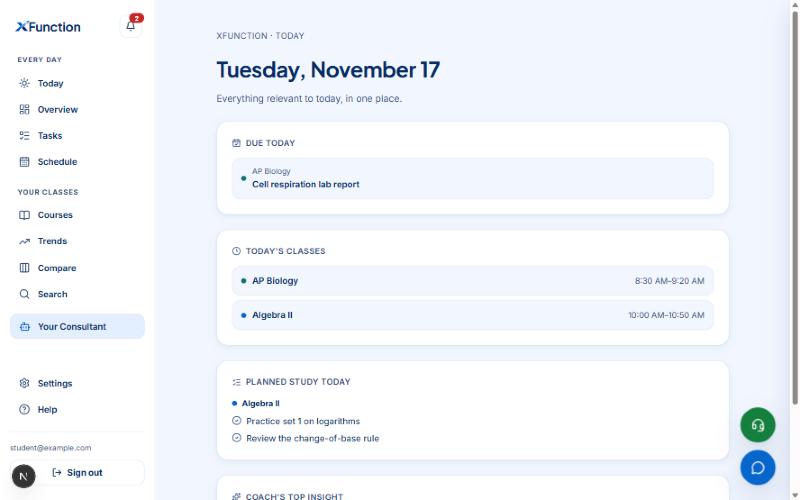 XFunction
2
EVERY DAY
Today
Overview
Tasks
Schedule
YOUR CLASSES
Courses
Trends
Compare
Search
Your Consultant
Settings
Help
student@example.com
N
Sign out
XFUNCTION · TODAY
Tuesday, November 17
Everything relevant to today, in one place.
DUE TODAY
AP Biology
Cell respiration lab report
TODAY'S CLASSES
AP Biology 8:30 AM–9:20 AM
Algebra II 10:00 AM–10:50 AM
PLANNED STUDY TODAY
Algebra II
Practice set 1 on logarithms
Review the change-of-base rule
COACH'S TOP INSIGHT